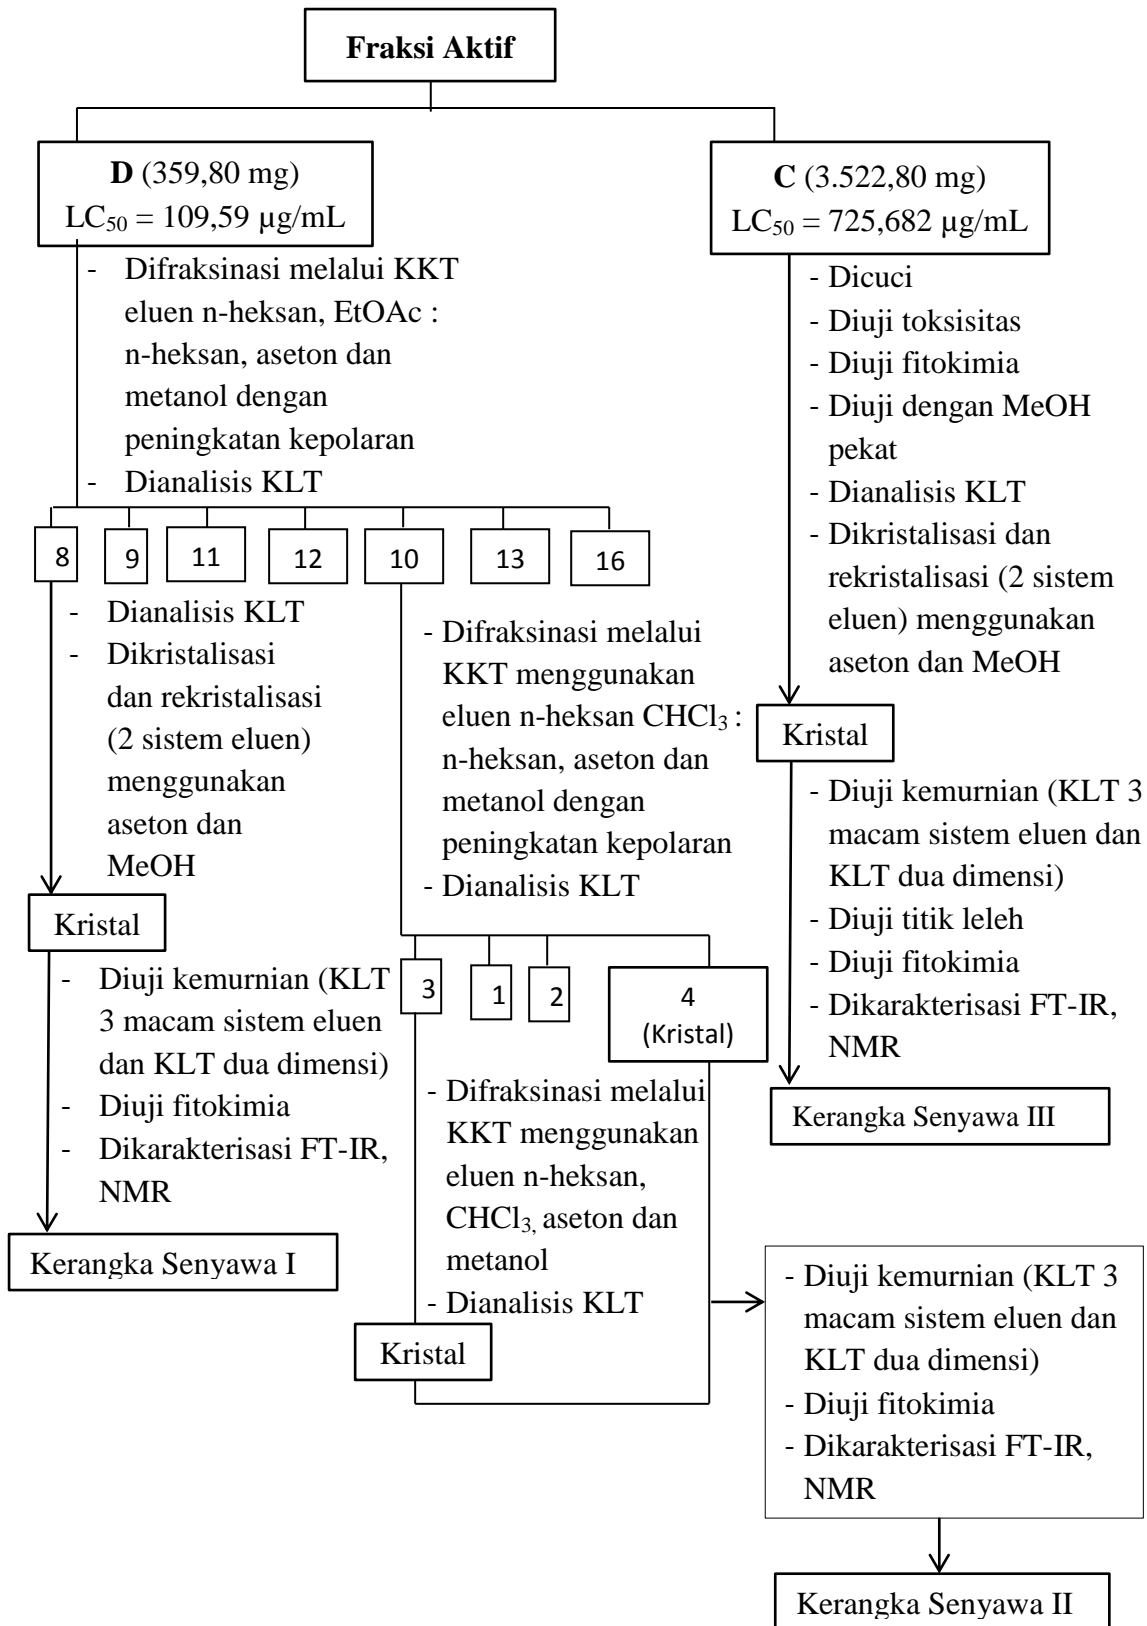 Fraksi Aktif
D (359,80 mg)
LC₅₀ = 109,59 µg/mL
C (3.522,80 mg)
LC₅₀ = 725,682 µg/mL
- Difraksinasi melalui KKT
eluen n-heksan, EtOAc :
n-heksan, aseton dan
metanol dengan
peningkatan kepolaran
- Dianalisis KLT
- Dicuci
- Diuji toksisitas
- Diuji fitokimia
- Diuji dengan MeOH
pekat
- Dianalisis KLT
- Dikristalisasi dan
rekristalisasi (2 sistem
eluen) menggunakan
aseton dan MeOH
8
9
11
12
10
13
16
- Dianalisis KLT
- Dikristalisasi
dan rekristalisasi
(2 sistem eluen)
menggunakan
aseton dan
MeOH
- Difraksinasi melalui
KKT menggunakan
eluen n-heksan CHCl₃ :
n-heksan, aseton dan
metanol dengan
peningkatan kepolaran
- Dianalisis KLT
Kristal
- Diuji kemurnian (KLT 3
macam sistem eluen dan
KLT dua dimensi)
- Diuji titik leleh
- Diuji fitokimia
- Dikarakterisasi FT-IR,
NMR
Kristal
- Diuji kemurnian (KLT
3 macam sistem eluen
dan KLT dua dimensi)
- Diuji fitokimia
- Dikarakterisasi FT-IR,
NMR
3
1
2
4
(Kristal)
- Difraksinasi melalui
KKT menggunakan
eluen n-heksan,
CHCl₃, aseton dan
metanol
- Dianalisis KLT
Kerangka Senyawa III
Kerangka Senyawa I
Kristal
- Diuji kemurnian (KLT 3
macam sistem eluen dan
KLT dua dimensi)
- Diuji fitokimia
- Dikarakterisasi FT-IR,
NMR
Kerangka Senyawa II